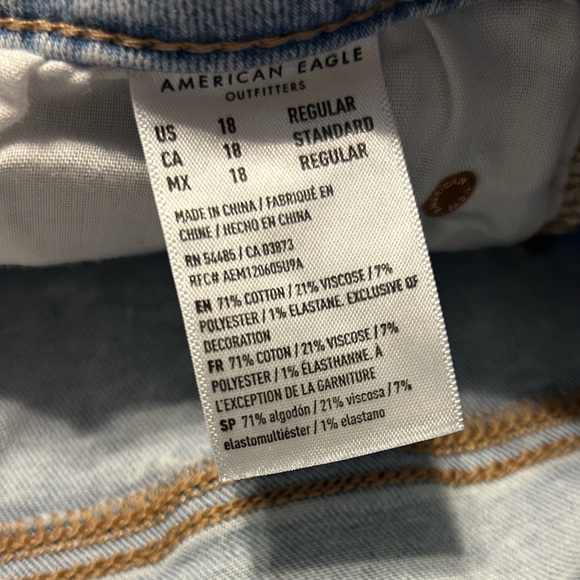 AMERICAN EAGLE
OUTFITTERS
US 18 REGULAR
CA 18 STANDARD
MX 18 REGULAR
MADE IN CHINA / FABRIQUÉ EN
CHINE / HECHO EN CHINA
RN 54485 / CA 03873
RFC# AEM120605U9A
EN 71% COTTON / 21% VISCOSE / 7%
POLYESTER / 1% ELASTANE. EXCLUSIVE OF
DECORATION
FR 71% COTON / 21% VISCOSE / 7%
POLYESTER / 1% ÉLASTHANNE. À
L'EXCEPTION DE LA GARNITURE
SP 71% algodón / 21% viscosa / 7%
elastomultiéster / 1% elastano
AMERICAN